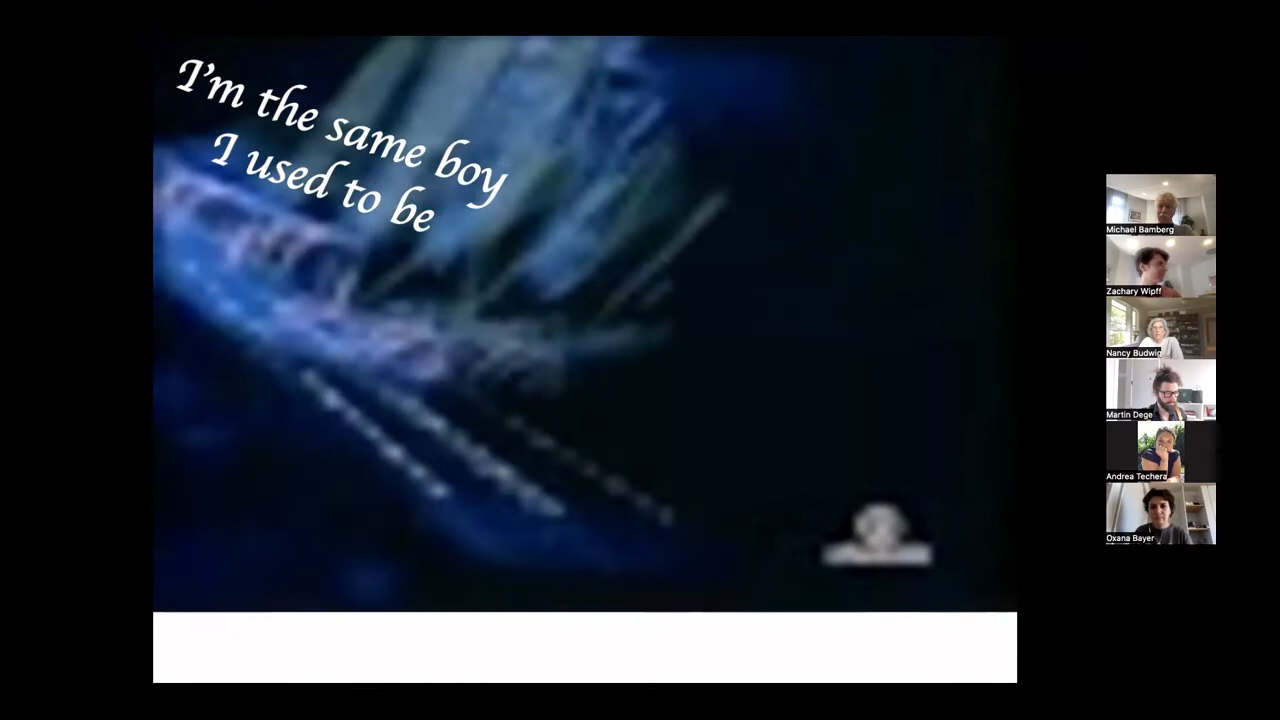 I'm the same boy
I used to be
Michael Bamberg
Zachary Wipff
Nancy Budwig
Martin Dege
Andrea Techera
Oxana Bayer